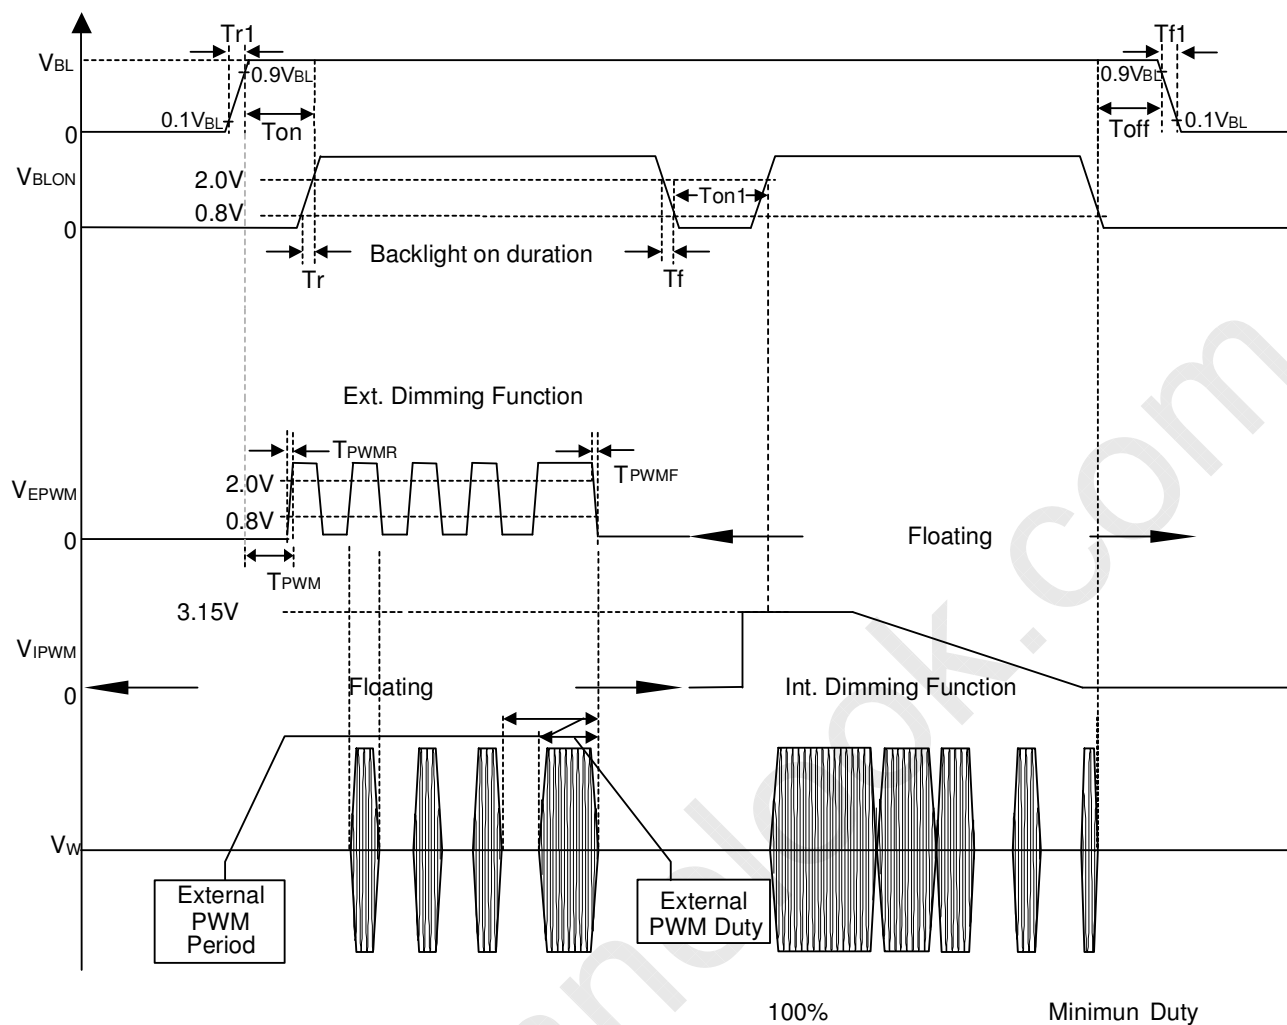 Tr1
Tf1
VBL
0.9VBL
0.9VBL
0.1VBL
Ton
Toff
0.1VBL
0
VBLON
2.0V
Ton1
0.8V
0
Backlight on duration
Tr
Tf
Ext. Dimming Function
TPWMR
TPWMF
VEPWM
2.0V
0.8V
0
Floating
TPWM
3.15V
VIPWM
0
Floating
Int. Dimming Function
VW
External
PWM
Period
External
PWM Duty
100%
Minimun Duty
nolook.com